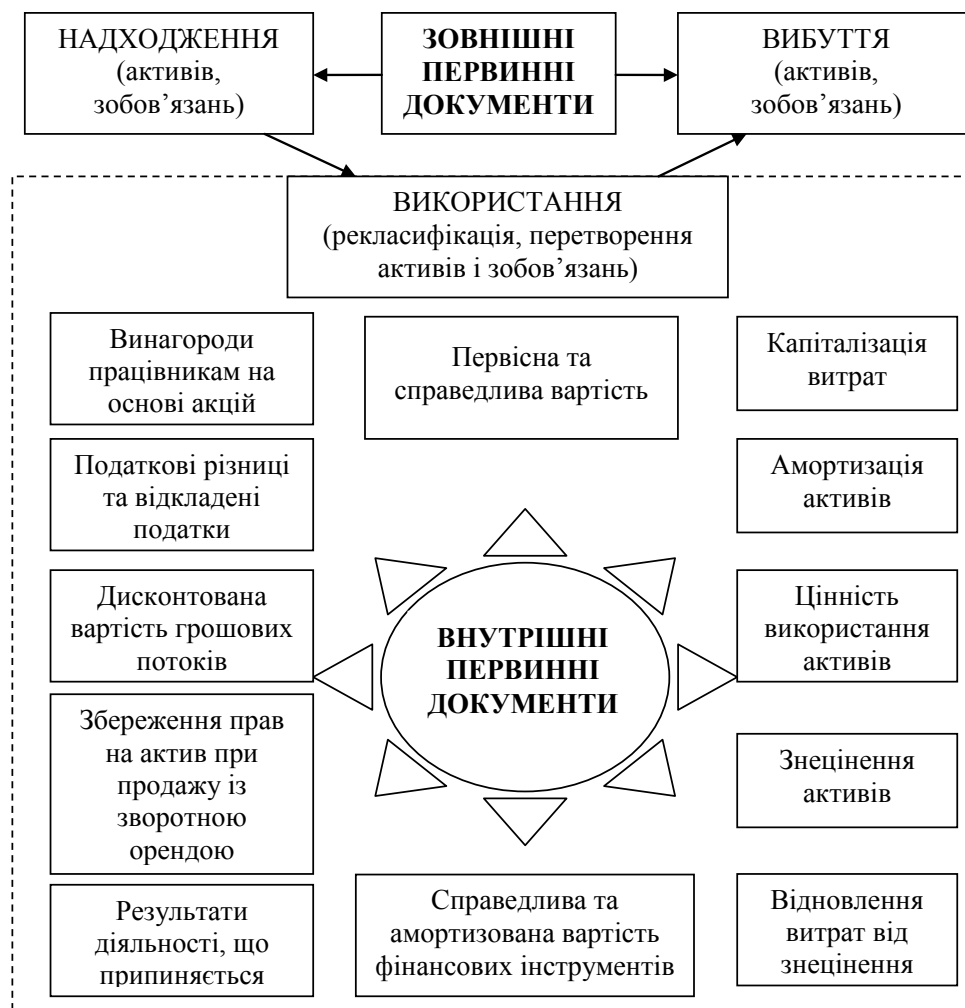 НАДХОДЖЕННЯ
(активів,
зобов’язань)
ЗОВНІШНІ
ПЕРВИННІ
ДОКУМЕНТИ
ВИБУТТЯ
(активів,
зобов’язань)
ВИКОРИСТАННЯ
(рекласифікація, перетворення
активів і зобов’язань)
Винагороди
працівникам на
основі акцій
Первісна та
справедлива вартість
Капіталізація
витрат
Податкові різниці
та відкладені
податки
Амортизація
активів
Дисконтована
вартість грошових
потоків
ВНУТРІШНІ
ПЕРВИННІ
ДОКУМЕНТИ
Цінність
використання
активів
Збереження прав
на актив при
продажу із
зворотною
орендою
Знецінення
активів
Результати
діяльності, що
припиняється
Справедлива та
амортизована вартість
фінансових інструментів
Відновлення
витрат від
знецінення